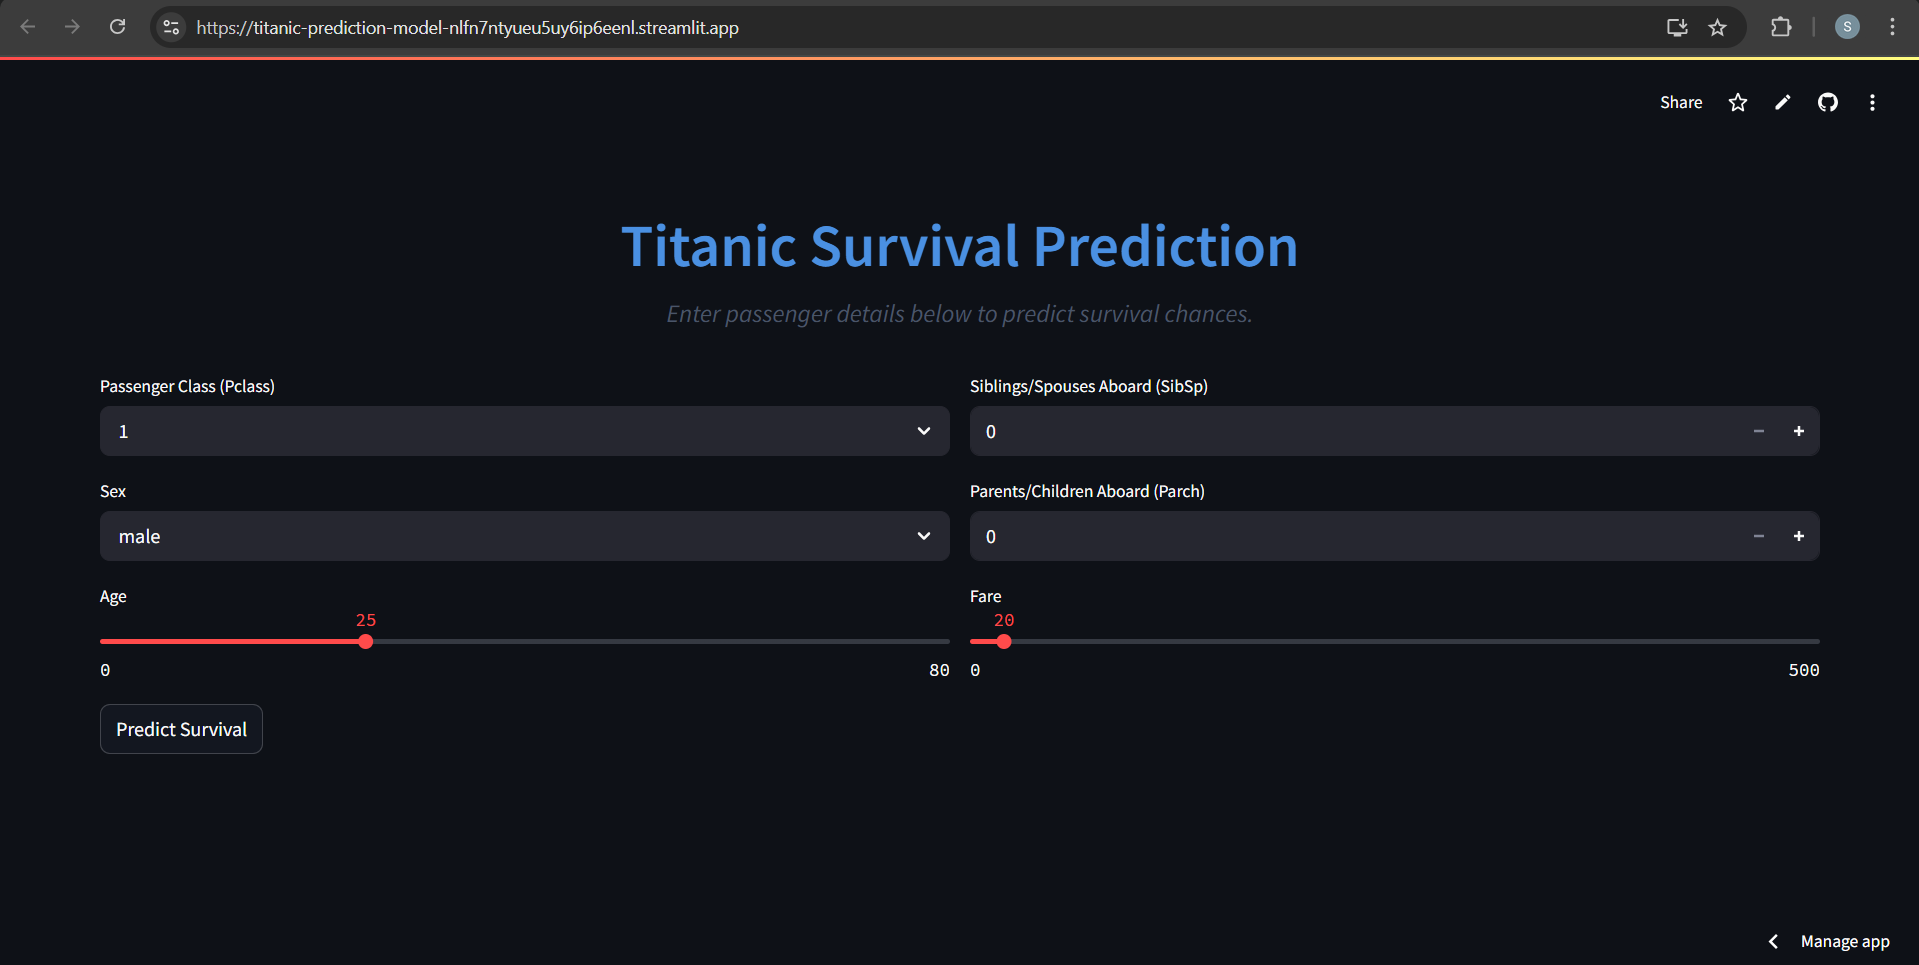 https://titanic-prediction-model-nlfn7ntyueu5uy6ip6eenl.streamlit.app
S
Share
Titanic Survival Prediction
Enter passenger details below to predict survival chances.
Passenger Class (Pclass)
1
Siblings/Spouses Aboard (SibSp)
0
Sex
male
Parents/Children Aboard (Parch)
0
Age
25
0 80
Fare
20
0 500
Predict Survival
Manage app